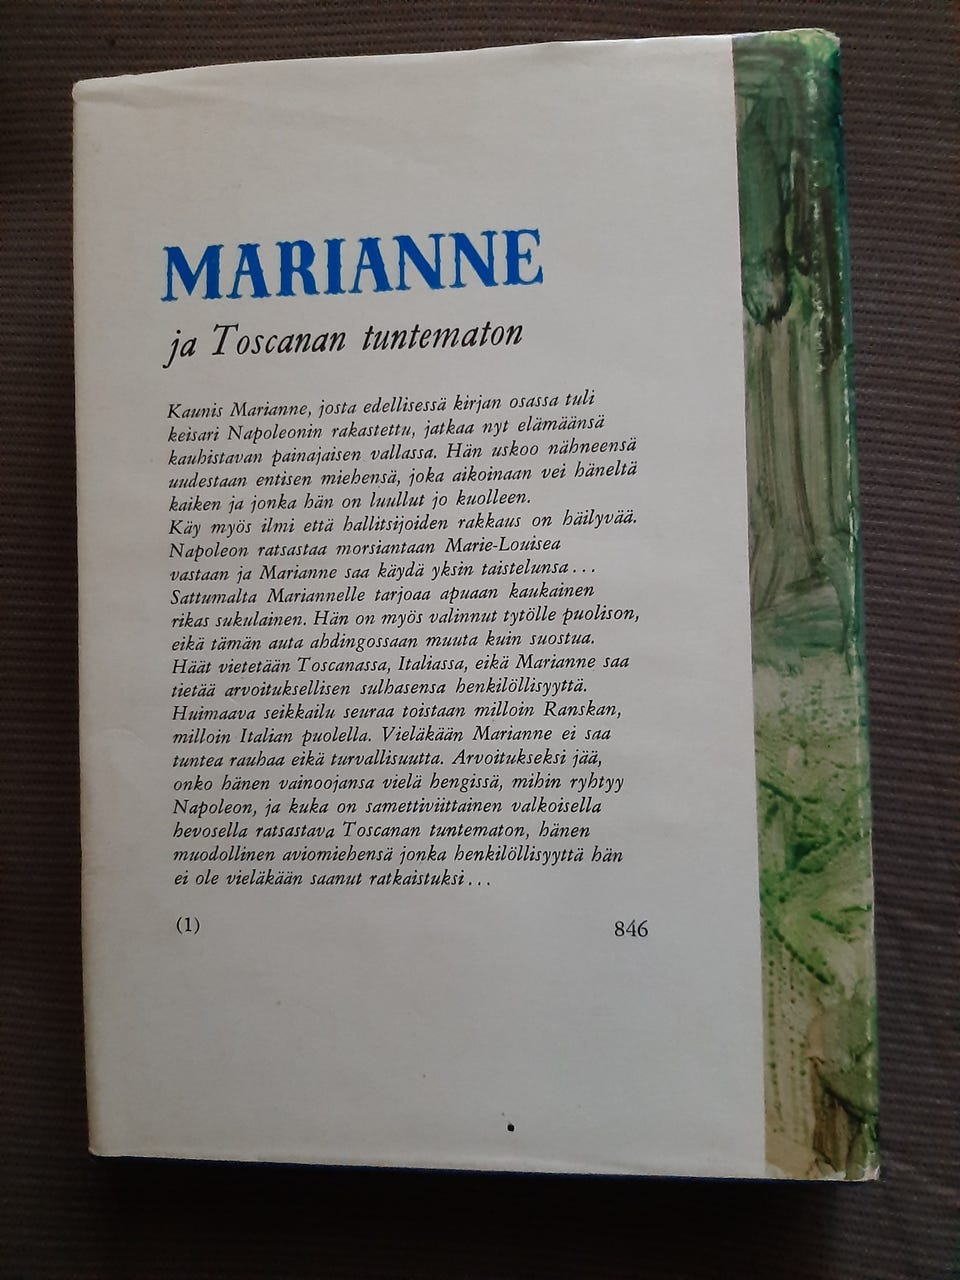 MARIANNE
ja Toscanan tuntematon
Kaunis Marianne, josta edellisessä kirjan osassa tuli
keisari Napoleonin rakastettu, jatkaa nyt elämäänsä
kauhistavan painajaisen vallassa. Hän uskoo nähneensä
uudestaan entisen miehensä, joka aikoinaan vei häneltä
kaiken ja jonka hän on luullut jo kuolleen.
Käy myös ilmi että hallitsijoiden rakkaus on häilyvää.
Napoleon ratsastaa morsiantaan Marie-Louisea
vastaan ja Marianne saa käydä yksin taistelunsa...
Sattumalta Mariannelle tarjoaa apuaan kaukainen
rikas sukulainen. Hän on myös valinnut tytölle puolison,
eikä tämän auta ahdingossaan muuta kuin suostua.
Häät vietetään Toscanassa, Italiassa, eikä Marianne saa
tietää arvoituksellisen sulhasensa henkilöllisyyttä.
Huimaava seikkailu seuraa toistaan milloin Ranskan,
milloin Italian puolella. Vieläkään Marianne ei saa
tuntea rauhaa eikä turvallisuutta. Arvoitukseksi jää,
onko hänen vainoojansa vielä hengissä, mihin ryhtyy
Napoleon, ja kuka on samettiviittainen valkoisella
hevosella ratsastava Toscanan tuntematon, hänen
muodollinen aviomiehensä jonka henkilöllisyyttä hän
ei ole vieläkään saanut ratkaistuksi...
(1) 846